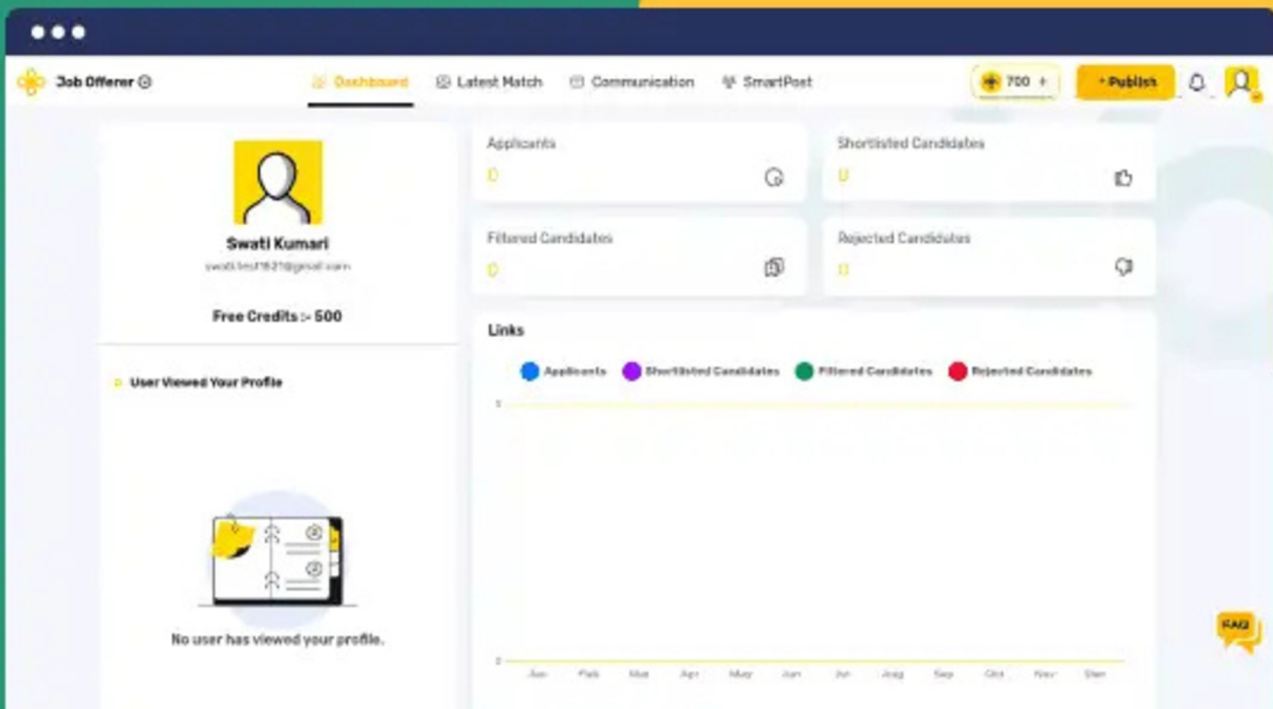 Job Offerer
Dashboard
Latest Match
Communication
SmartPost
700 +
+ Publish
Swati Kumari
Free Credits :- 500
0 User Viewed Your Profile
No user has viewed your profile.
Applicants
0
Shortlisted Candidates
0
Filtered Candidates
0
Rejected Candidates
0
Links
Applicants
Shortlisted Candidates
Filtered Candidates
Rejected Candidates
Jan Feb Mar Apr May Jun Jul Aug Sep Oct Nov Dec
FAQ